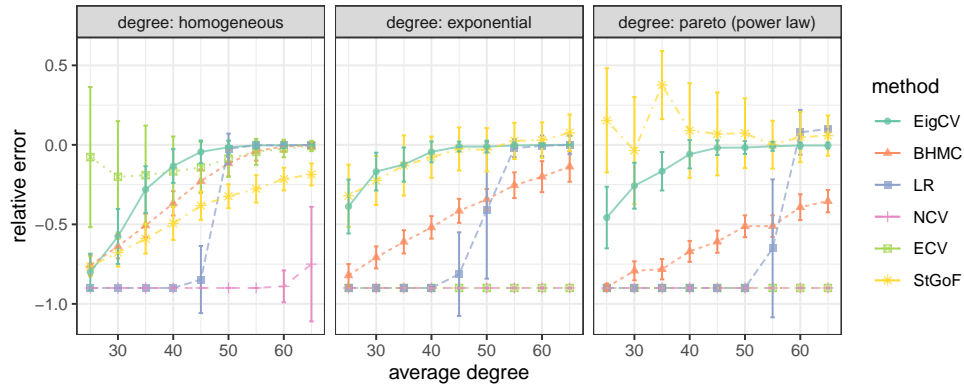 degree: homogeneous
degree: exponential
degree: pareto (power law)
relative error
0.5
0.0
−0.5
−1.0
30 40 50 60
30 40 50 60
30 40 50 60
average degree
method
EigCV
BHMC
LR
NCV
ECV
StGoF